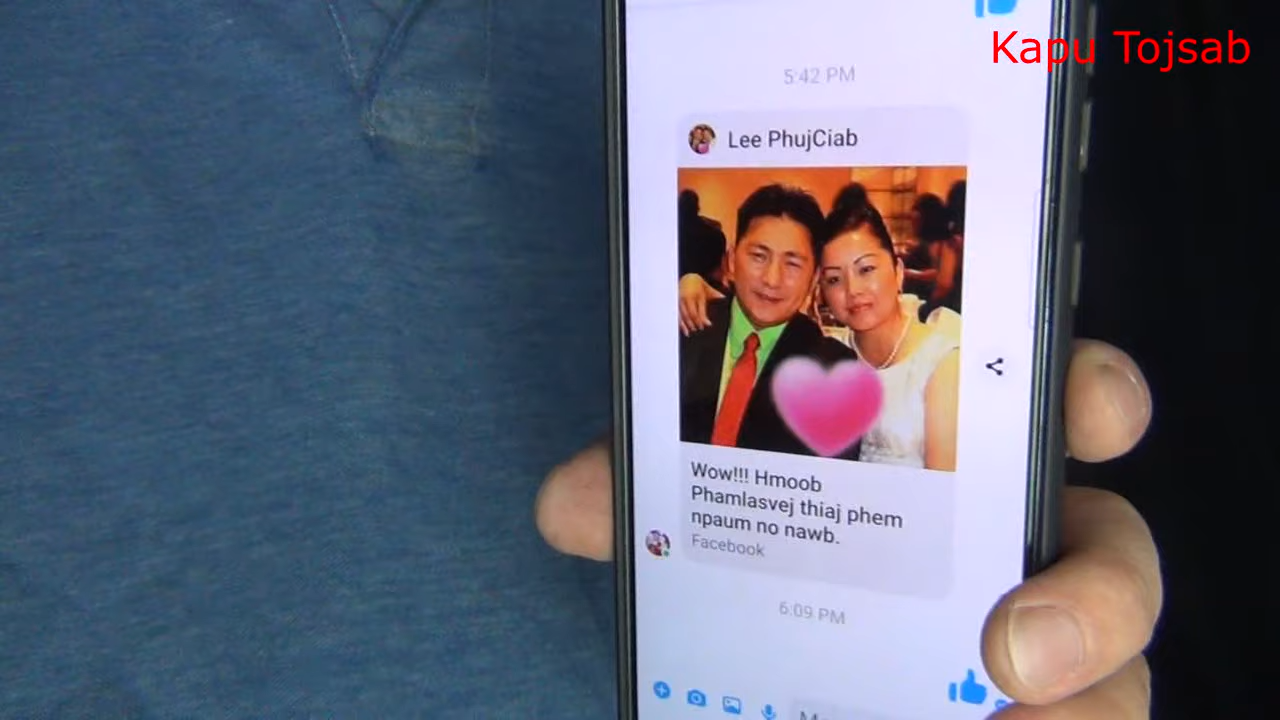 Kapu Tojsab
5:42 PM
Lee PhujCiab
Wow!!! Hmoob
Phamlasvej thiaj phem
npaum no nawb.
Facebook
6:09 PM